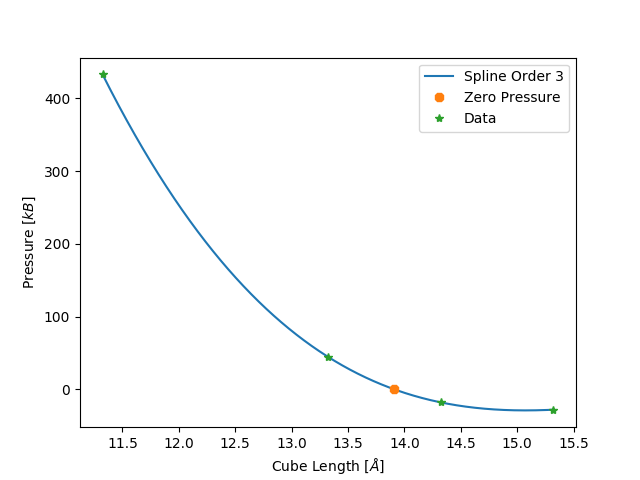 Spline Order 3
Zero Pressure
Data
Pressure [kB]
400
300
200
100
0
11.5 12.0 12.5 13.0 13.5 14.0 14.5 15.0 15.5
Cube Length [Å]